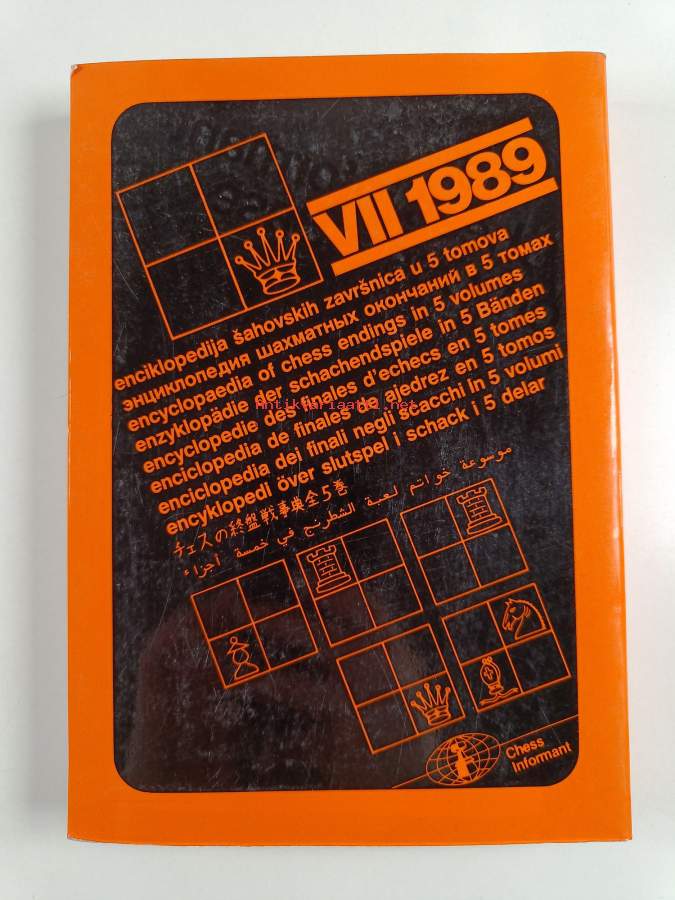 VII 1989
enciklopedija šahovskih završnica u 5 tomova
энциклопедия шахматных окончаний в 5 томах
encyclopaedia of chess endings in 5 volumes
enzyklopädie der schachendspiele in 5 Bänden
encyclopedie des finales d'echecs en 5 tomes
enciclopedia de finales de ajedrez en 5 tomos
enciclopedia dei finali negli scacchi in 5 volumi
encyklopedi över slutspel i schack i 5 delar
チェスの終盤戦事典全5巻
موسوعة خواتم لعبة الشطرنج في خمسة أجزاء
Antikvariaatti.net
Chess
Informant